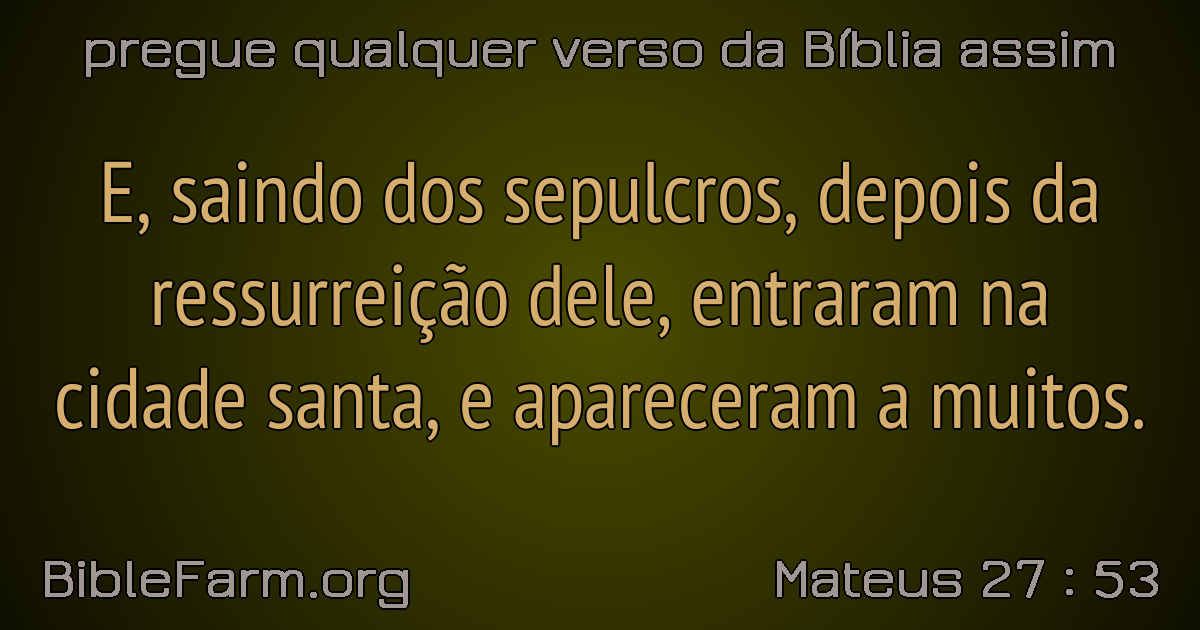 pregue qualquer verso da Bíblia assim
E, saindo dos sepulcros, depois da
ressurreição dele, entraram na
cidade santa, e apareceram a muitos.
BibleFarm.org
Mateus 27 : 53